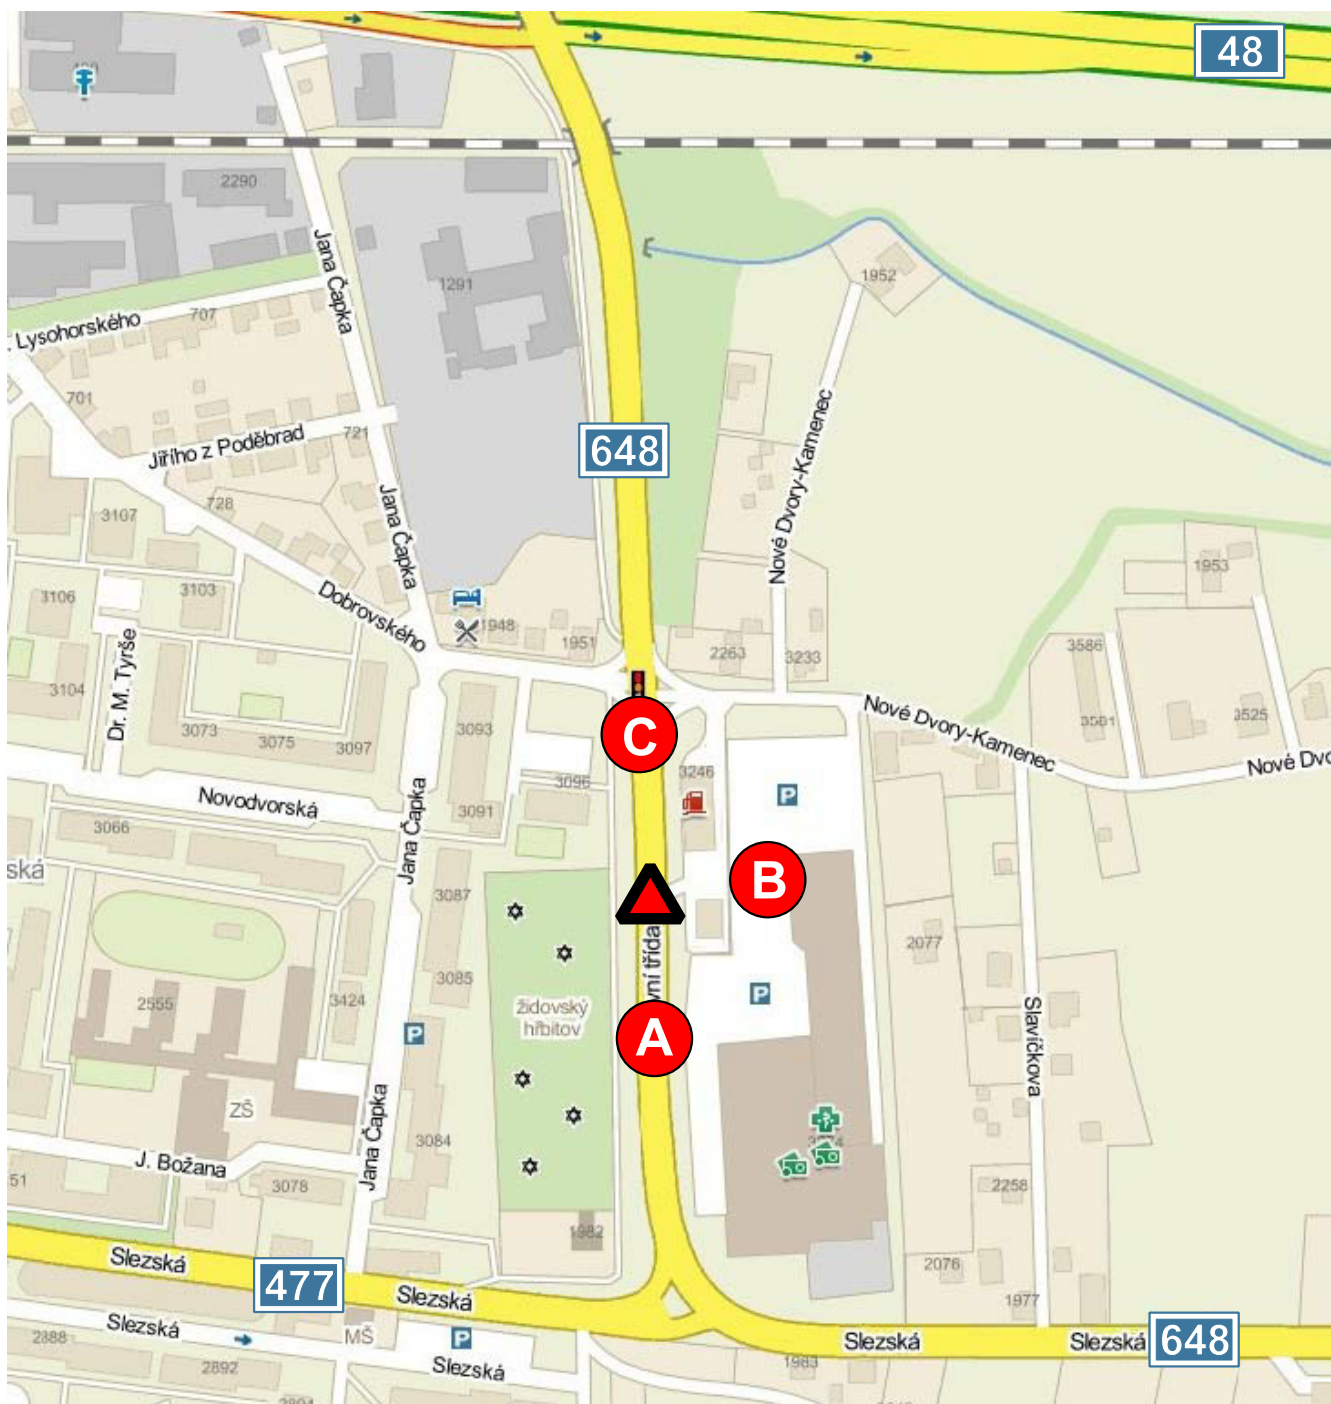 48
2290
Jana Čapka
1291
1952
Lysohorského
707
701
648
Nové Dvory-Kamenec
Jiřího z Poděbrad
721
728
Jana Čapka
3107
1953
3106
3103
Dobrovského
1948
1951
3586
2263
3233
Dr. M. Tyrše
3104
3073
3075
3097
3093
Nové Dvory-Kamenec
3525
C
3246
3096
Nové Dvo
Novodvorská
3091
3066
Jana Čapka
P
ská
B
3087
2077
vní třída
3085
2555
3424
židovský
hřbitov
P
P
A
Slavíčkova
ZŠ
3084
Jana Čapka
J. Božana
51
3078
2258
1982
Slezská
477
Slezská
2076
1977
Slezská
2888
MŠ
P
Slezská
Slezská
648
2892
Slezská
1983